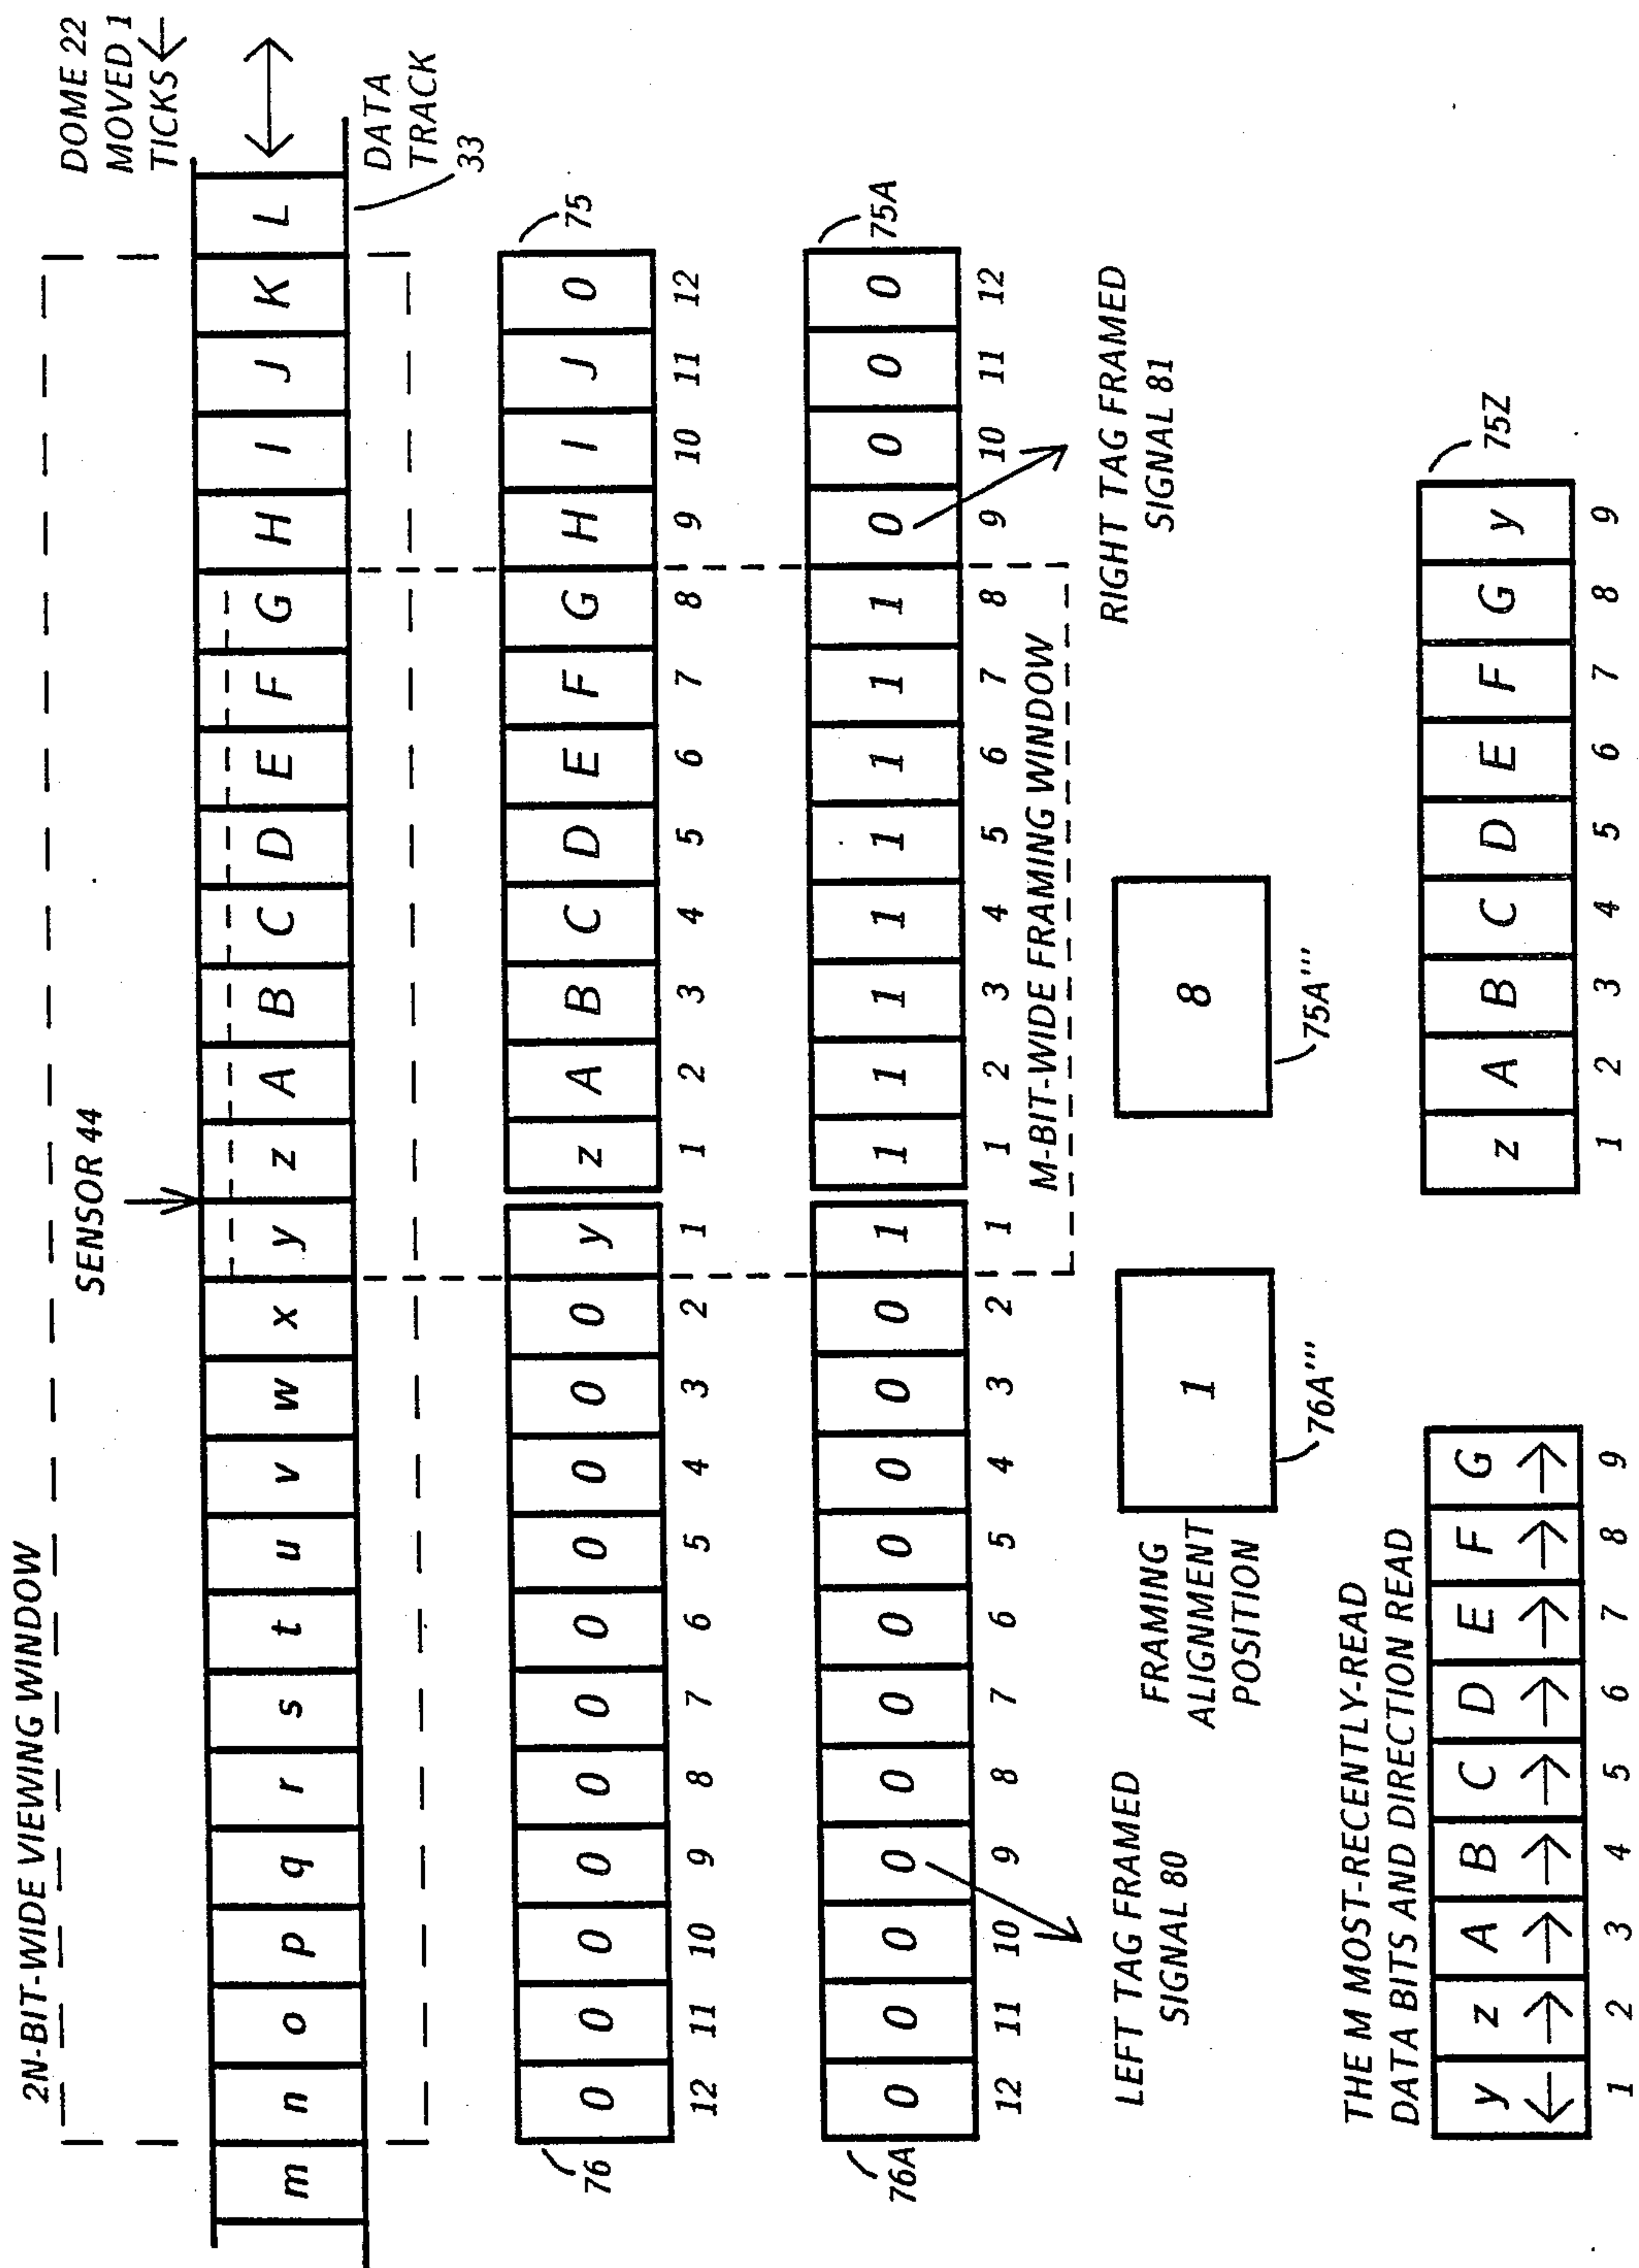 DOME 22
MOVED 1
TICKS ←
2N-BIT-WIDE VIEWING WINDOW
SENSOR 44
m n o p q r s t u v w x y z A B C D E F G H I J K L
DATA
TRACK
33
76
0 0 0 0 0 0 0 0 0 0 0 y z A B C D E F G H I J 0
75
12 11 10 9 8 7 6 5 4 3 2 1 1 2 3 4 5 6 7 8 9 10 11 12
76A
0 0 0 0 0 0 0 0 0 0 0 1 1 1 1 1 1 1 1 1 0 0 0 0
75A
12 11 10 9 8 7 6 5 4 3 2 1 1 2 3 4 5 6 7 8 9 10 11 12
M-BIT-WIDE FRAMING WINDOW
LEFT TAG FRAMED
SIGNAL 80
FRAMING
ALIGNMENT
POSITION
1
76A'''
8
75A'''
RIGHT TAG FRAMED
SIGNAL 81
THE M MOST-RECENTLY-READ
DATA BITS AND DIRECTION READ
y z A B C D E F G
← → → → → → → → →
1 2 3 4 5 6 7 8 9
z A B C D E F G y
75Z
1 2 3 4 5 6 7 8 9